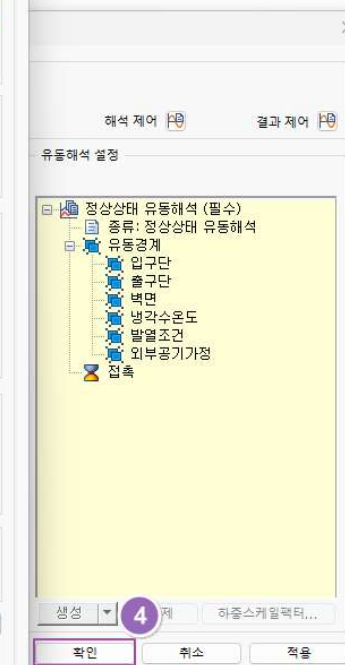 해석 제어 결과 제어
유동해석 설정
정상상태 유동해석 (필수)
종류: 정상상태 유동해석
유동경계
입구단
출구단
벽면
냉각수온도
발열조건
외부공기가정
접촉
생성 4 제 하중스케일팩터...
확인 취소 적용